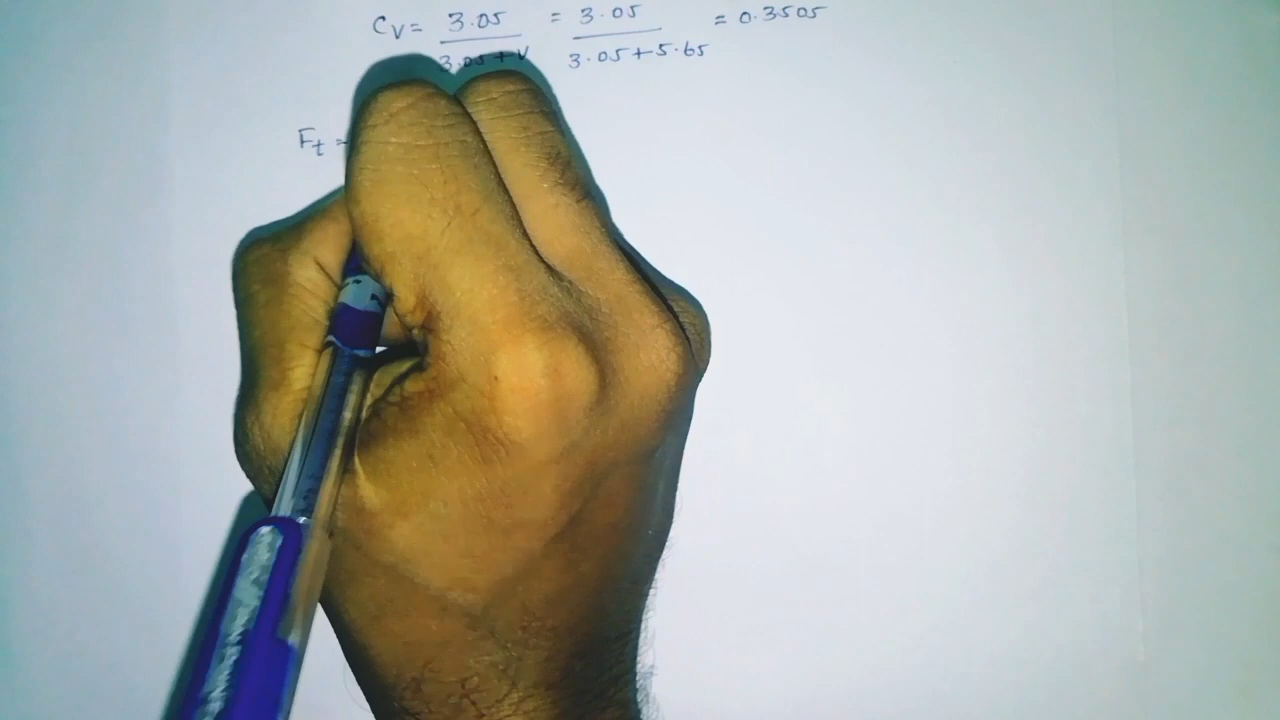 Cv = 3.05 / 3.05+V = 3.05 / 3.05+5.65 = 0.3505
Ft =